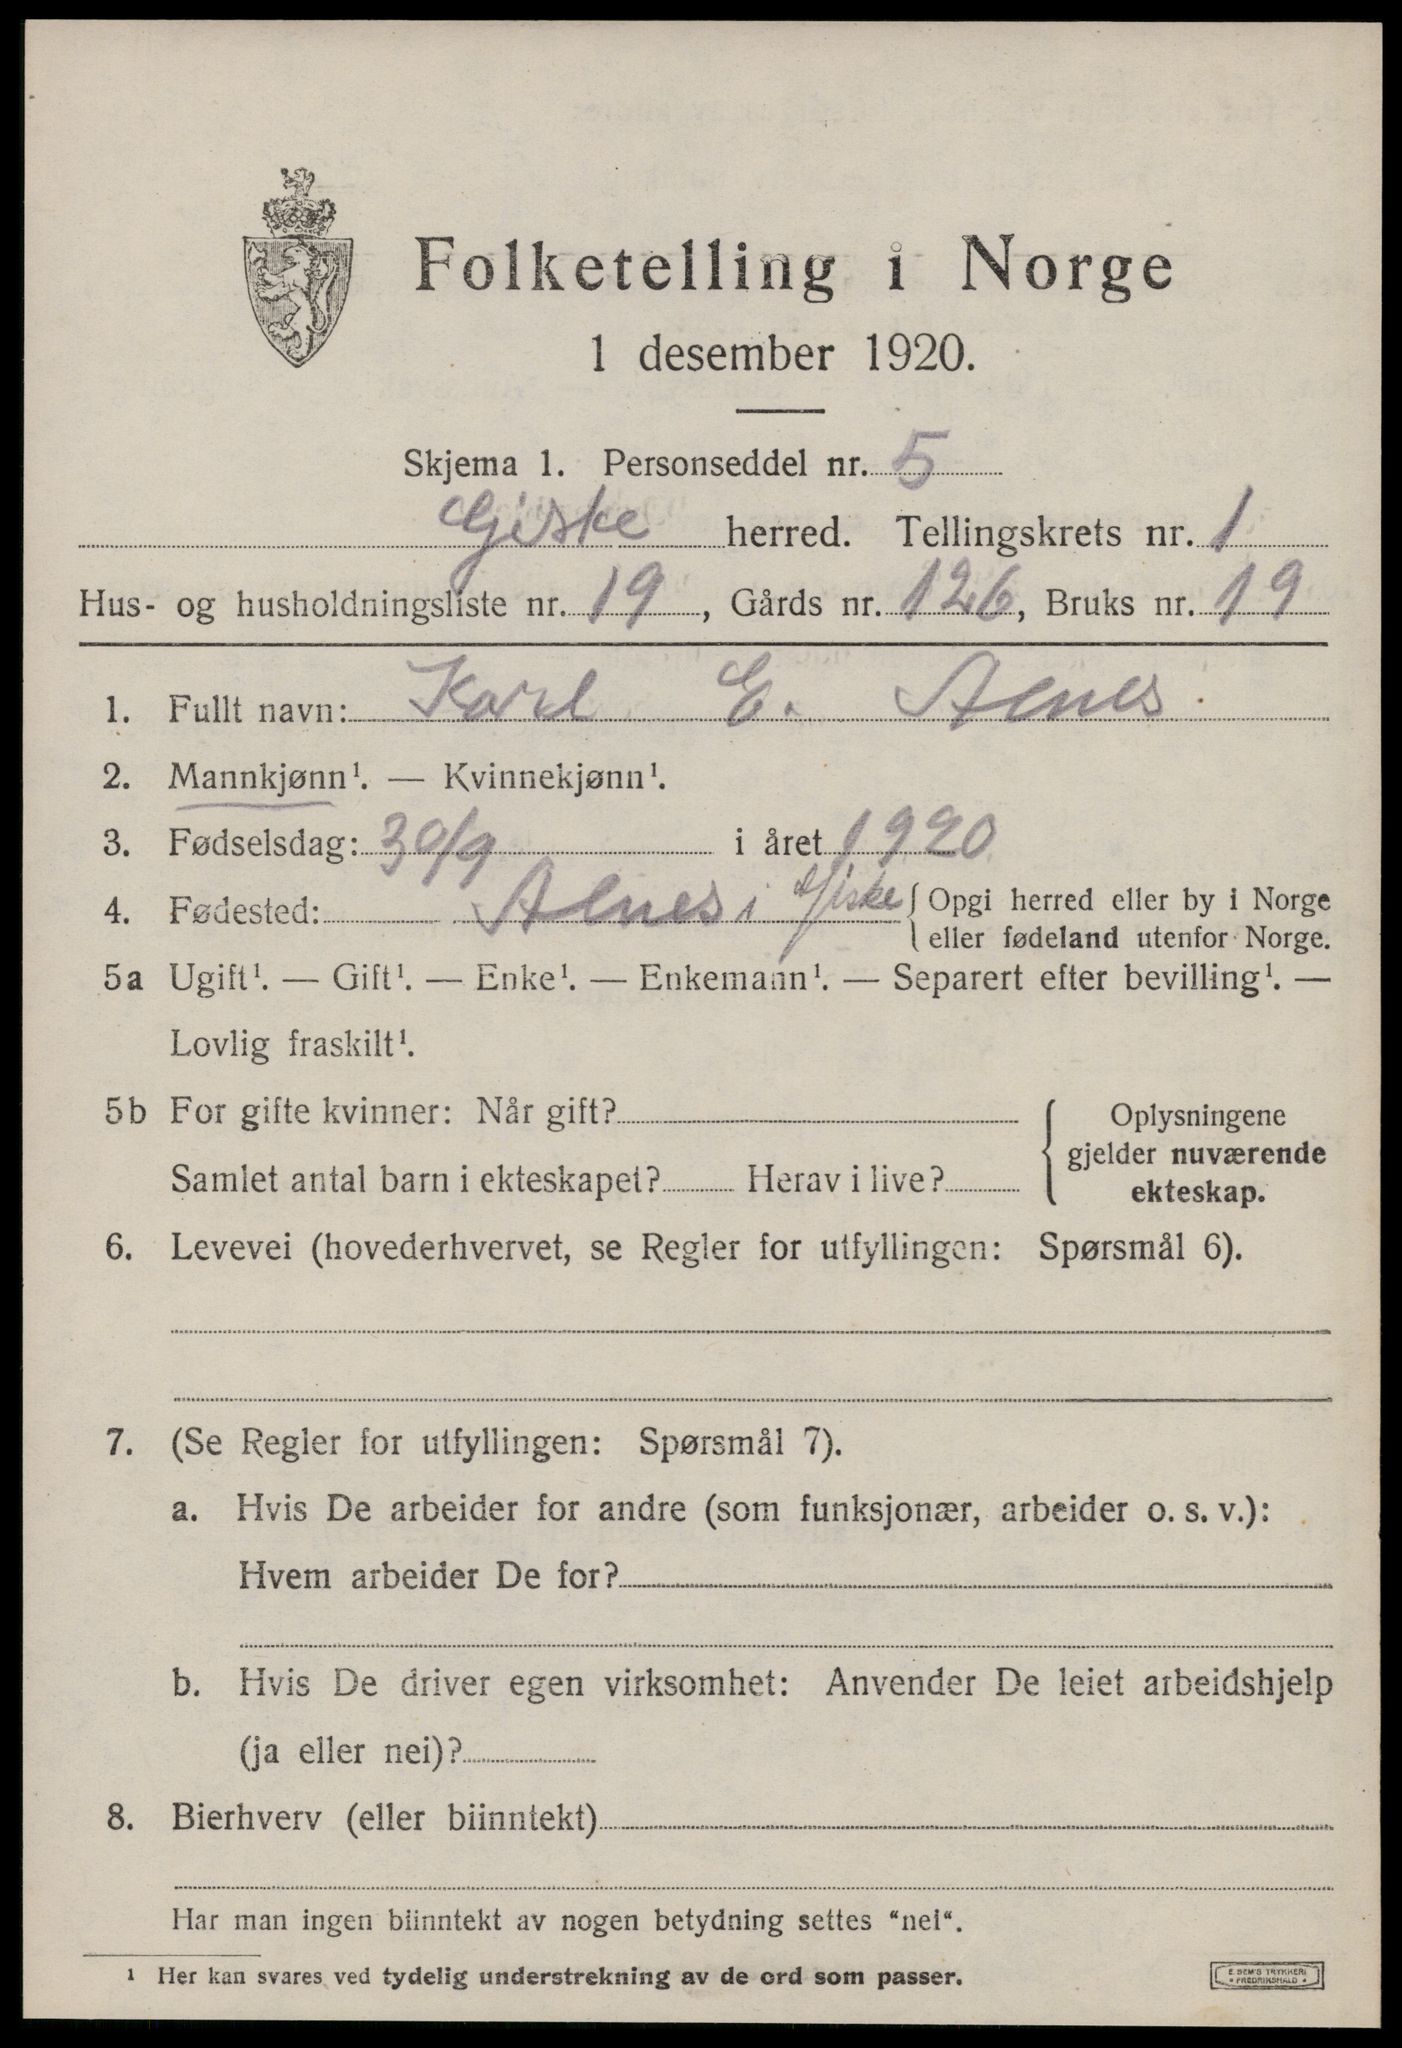 Folketelling i Norge
1 desember 1920.
Skjema 1. Personseddel nr. 5
Giske herred. Tellingskrets nr. 1
Hus- og husholdningsliste nr. 19, Gårds nr. 126, Bruks nr. 19
1. Fullt navn: Karl E. Alnes
2. Mannkjønn¹. — Kvinnekjønn¹.
3. Fødselsdag: 30/9 i året 1920
4. Fødested: Alnes i Giske { Opgi herred eller by i Norge
eller fødeland utenfor Norge.
5a Ugift¹. — Gift¹. — Enke¹. — Enkemann¹. — Separert efter bevilling¹. —
Lovlig fraskilt¹.
5b For gifte kvinner: Når gift?
Samlet antal barn i ekteskapet? Herav i live?
Oplysningene
gjelder nuværende
ekteskap.
6. Levevei (hovederhvervet, se Regler for utfyllingen: Spørsmål 6).
7. (Se Regler for utfyllingen: Spørsmål 7).
a. Hvis De arbeider for andre (som funksjonær, arbeider o. s. v.):
Hvem arbeider De for?
b. Hvis De driver egen virksomhet: Anvender De leiet arbeidshjelp
(ja eller nei)?
8. Bierhverv (eller biinntekt)
Har man ingen biinntekt av nogen betydning settes “nei“.
¹ Her kan svares ved tydelig understrekning av de ord som passer.
E. SEM'S TRYKKERI
• FREDRIKSHALD •